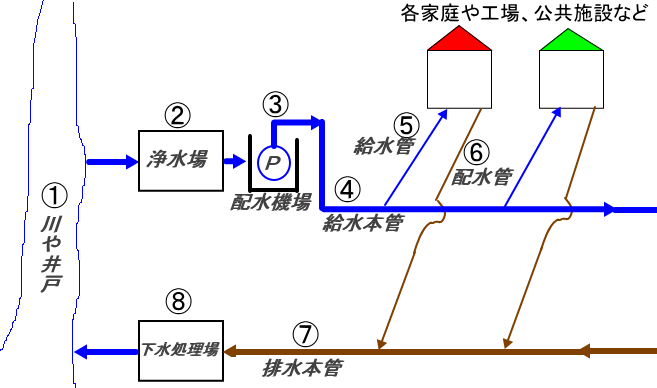 各家庭や工場、公共施設など
①
川や井戸
②
浄水場
③
P
配水機場
④
給水本管
⑤
給水管
⑥
配水管
⑦
排水本管
⑧
下水処理場